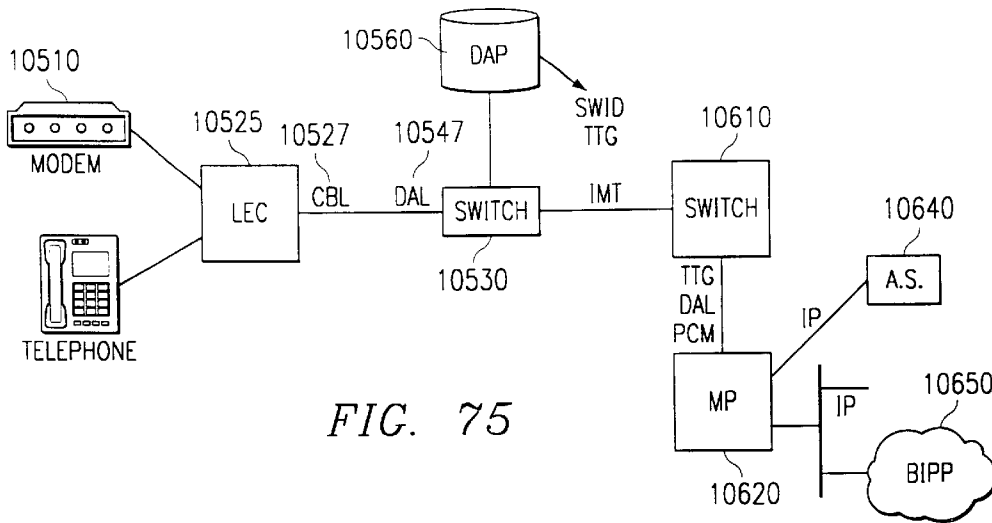 10560
DAP
10510
MODEM
SWID
TTG
10525
10527
10547
10610
LEC
CBL
DAL
SWITCH
IMT
SWITCH
10640
A.S.
10530
TELEPHONE
TTG
DAL
PCM
IP
MP
IP
10650
BIPP
10620
FIG. 75